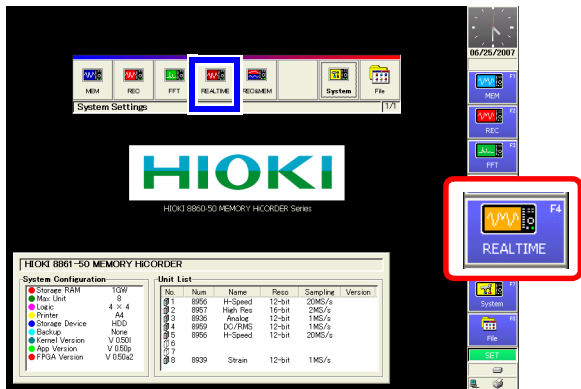 06/25/2007
F1
MEM
F2
REC
F3
FFT
F4
REALTIME
System
File
SET
MEM REC FFT REALTIME REC&MEM System File
System Settings 1/1
HIOKI
HIOKI 8860-50 MEMORY HiCORDER Series
HIOKI 8861-50 MEMORY HiCORDER
System Configuration
Storage RAM 1GW
Max Unit 8
Logic 4 × 4
Printer A4
Storage Device HDD
Backup None
Kernel Version V 0.50l
App Version V 0.50p
FPGA Version V 0.50a2
Unit List
No. Num Name Reso Sampling Version
1 8956 H-Speed 12-bit 20MS/s
2 8957 High Res 16-bit 2MS/s
3 8936 Analog 12-bit 1MS/s
4 8959 DC/RMS 12-bit 1MS/s
5 8956 H-Speed 12-bit 20MS/s
6
7
8 8939 Strain 12-bit 1MS/s